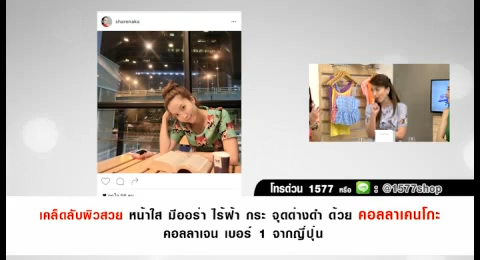 sharenaka
โทรด่วน 1577 หรือ LINE : @1577shop
เคล็ดลับผิวสวย หน้าใส มีออร่า ไร้ฝ้า กระ จุดด่างดำ ด้วย คอลลาเคนโกะ
คอลลาเจน เบอร์ 1 จากญี่ปุ่น